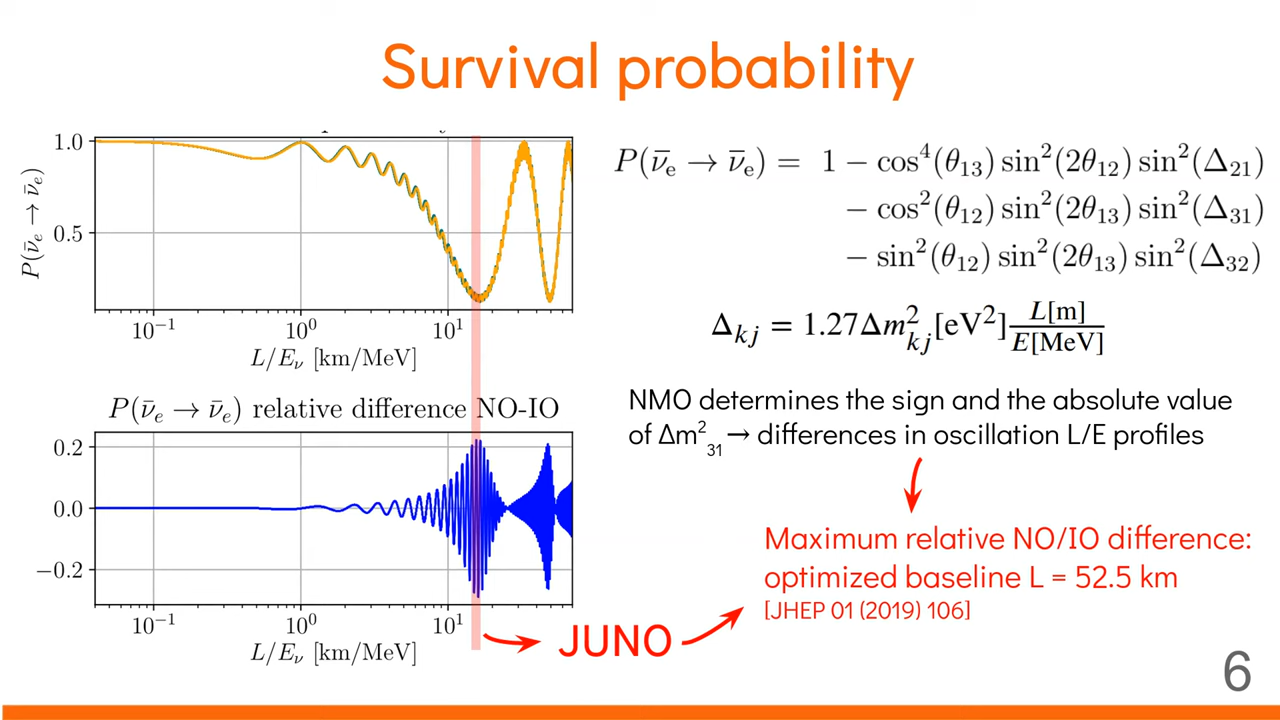 Survival probability
1.0
0.5
P(ν̄ₑ → ν̄ₑ)
10⁻¹ 10⁰ 10¹
L/Eᵥ [km/MeV]
P(ν̄ₑ → ν̄ₑ) relative difference NO-IO
0.2
0.0
−0.2
10⁻¹ 10⁰ 10¹
L/Eᵥ [km/MeV]
P(ν̄ₑ → ν̄ₑ) = 1 − cos⁴(θ₁₃) sin²(2θ₁₂) sin²(Δ₂₁)
− cos²(θ₁₂) sin²(2θ₁₃) sin²(Δ₃₁)
− sin²(θ₁₂) sin²(2θ₁₃) sin²(Δ₃₂)
Δₖⱼ = 1.27Δm²ₖⱼ[eV²] L[m]/E[MeV]
NMO determines the sign and the absolute value
of Δm²₃₁ → differences in oscillation L/E profiles
Maximum relative NO/IO difference:
optimized baseline L = 52.5 km
[JHEP 01 (2019) 106]
JUNO
6